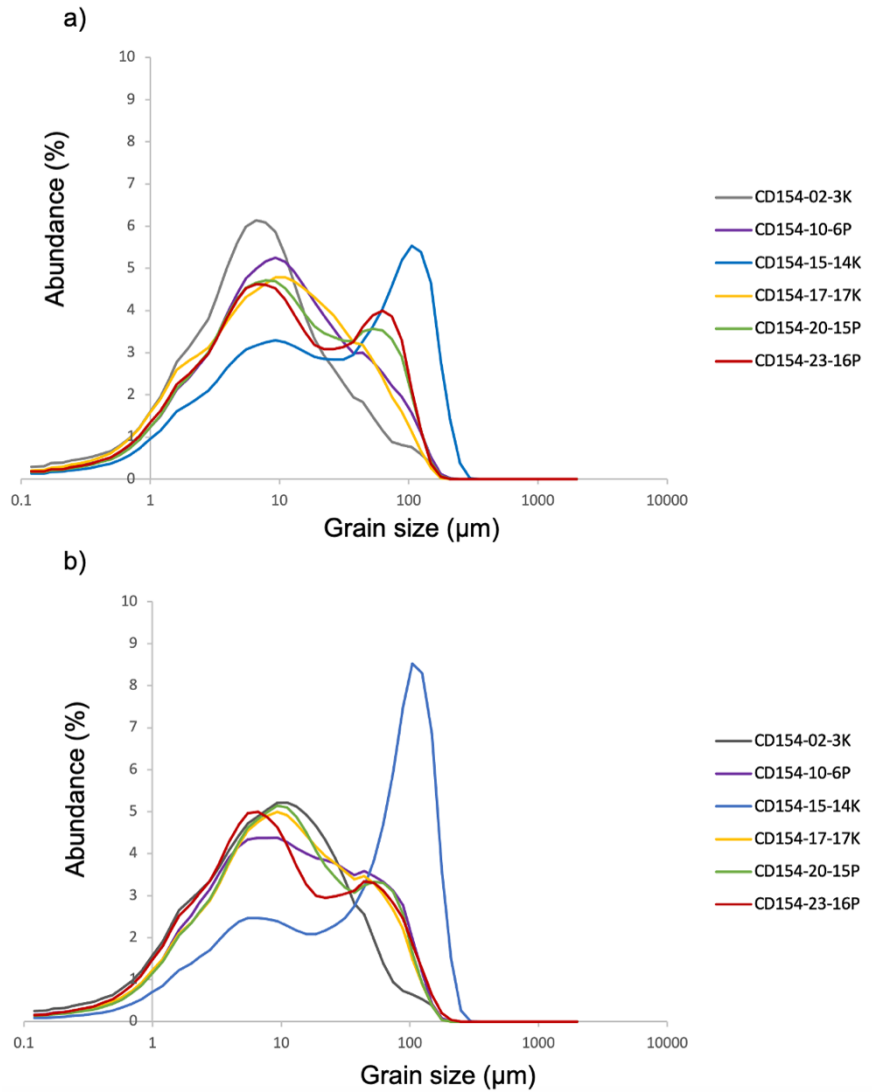 a)
10
9
8
7
6
5
4
3
2
1
0
0.1 1 10 100 1000 10000
Abundance (%)
Grain size (μm)
CD154-02-3K
CD154-10-6P
CD154-15-14K
CD154-17-17K
CD154-20-15P
CD154-23-16P
b)
10
9
8
7
6
5
4
3
2
1
0
0.1 1 10 100 1000 10000
Abundance (%)
Grain size (μm)
CD154-02-3K
CD154-10-6P
CD154-15-14K
CD154-17-17K
CD154-20-15P
CD154-23-16P